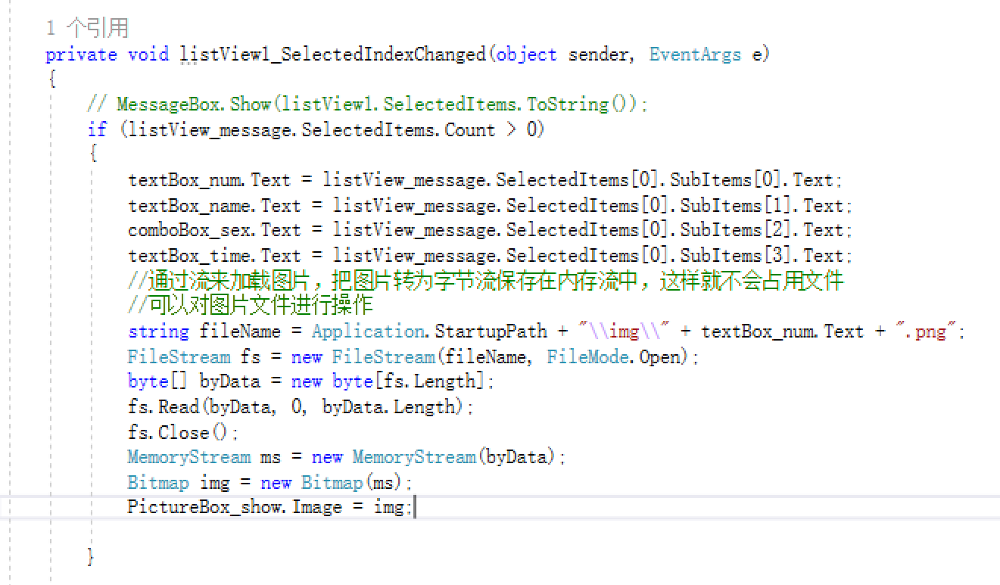 1 个引用
private void listView1_SelectedIndexChanged(object sender, EventArgs e)
{
// MessageBox.Show(listView1.SelectedItems.ToString());
if (listView_message.SelectedItems.Count > 0)
{
textBox_num.Text = listView_message.SelectedItems[0].SubItems[0].Text;
textBox_name.Text = listView_message.SelectedItems[0].SubItems[1].Text;
comboBox_sex.Text = listView_message.SelectedItems[0].SubItems[2].Text;
textBox_time.Text = listView_message.SelectedItems[0].SubItems[3].Text;
//通过流来加载图片，把图片转为字节流保存在内存流中，这样就不会占用文件
//可以对图片文件进行操作
string fileName = Application.StartupPath + "\\img\\" + textBox_num.Text + ".png";
FileStream fs = new FileStream(fileName, FileMode.Open);
byte[] byData = new byte[fs.Length];
fs.Read(byData, 0, byData.Length);
fs.Close();
MemoryStream ms = new MemoryStream(byData);
Bitmap img = new Bitmap(ms);
PictureBox_show.Image = img;
}